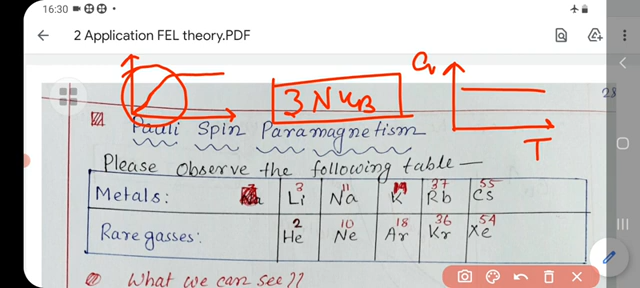 16:30
2 Application FEL theory.PDF
3NkB
Cv
T
28
Pauli Spin Paramagnetism
Please observe the following table —
Metals: 3 Li 11 Na 19 K 37 Rb 55 Cs
Rare gasses: 2 He 10 Ne 18 Ar 36 Kr 54 Xe
What we can see ??